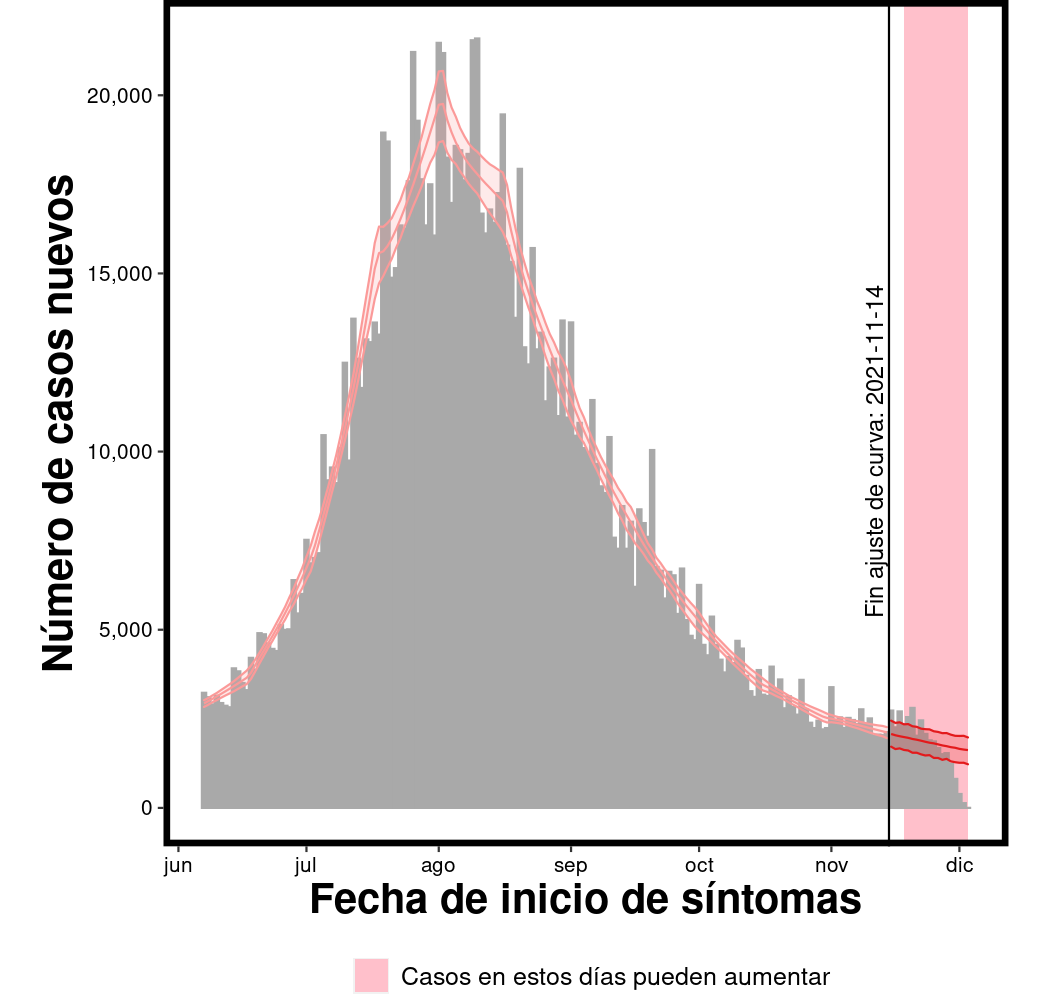 Número de casos nuevos
20,000
15,000
10,000
5,000
0
Fin ajuste de curva: 2021-11-14
jun jul ago sep oct nov dic
Fecha de inicio de síntomas
Casos en estos días pueden aumentar